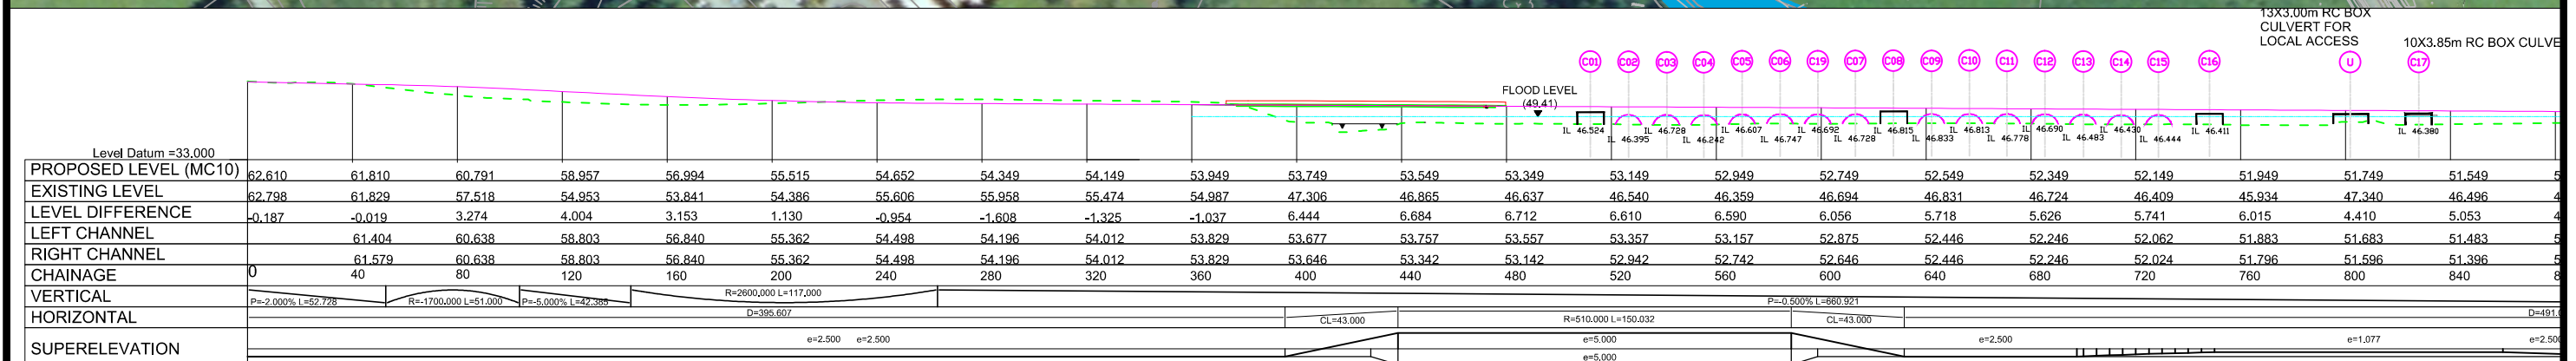 13X3.00m RC BOX
CULVERT FOR
LOCAL ACCESS
10X3.85m RC BOX CULVE
C01 C02 C03 C04 C05 C06 C19 C07 C08 C09 C10 C11 C12 C13 C14 C15 C16 U C17
FLOOD LEVEL
(49.41)
IL 46.524 IL 46.728 IL 46.607 IL 46.692 IL 46.815 IL 46.813 IL 46.690 IL 46.430 IL 46.411 IL 46.380
IL 46.395 IL 46.242 IL 46.747 IL 46.728 IL 46.833 IL 46.778 IL 46.483 IL 46.444
Level Datum =33.000
PROPOSED LEVEL (MC10) 62.610 61.810 60.791 58.957 56.994 55.515 54.652 54.349 54.149 53.949 53.749 53.549 53.349 53.149 52.949 52.749 52.549 52.349 52.149 51.949 51.749 51.549 5
EXISTING LEVEL 62.798 61.829 57.518 54.953 53.841 54.386 55.606 55.958 55.474 54.987 47.306 46.865 46.637 46.540 46.359 46.694 46.831 46.724 46.409 45.934 47.340 46.496 4
LEVEL DIFFERENCE -0.187 -0.019 3.274 4.004 3.153 1.130 -0.954 -1.608 -1.325 -1.037 6.444 6.684 6.712 6.610 6.590 6.056 5.718 5.626 5.741 6.015 4.410 5.053 4
LEFT CHANNEL 61.404 60.638 58.803 56.840 55.362 54.498 54.196 54.012 53.829 53.677 53.757 53.557 53.357 53.157 52.875 52.446 52.246 52.062 51.883 51.683 51.483 5
RIGHT CHANNEL 61.579 60.638 58.803 56.840 55.362 54.498 54.196 54.012 53.829 53.646 53.342 53.142 52.942 52.742 52.646 52.446 52.246 52.024 51.796 51.596 51.396 5
CHAINAGE 0 40 80 120 160 200 240 280 320 360 400 440 480 520 560 600 640 680 720 760 800 840 8
VERTICAL P=-2.000% L=52.728 R=-1700.000 L=51.000 P=-5.000% L=42.385 R=2600.000 L=117.000 P=-0.500% L=660.921
HORIZONTAL D=395.607 CL=43.000 R=510.000 L=150.032 CL=43.000 D=491.0
SUPERELEVATION e=2.500 e=2.500 e=5.000 e=2.500 e=1.077 e=2.500
e=5.000